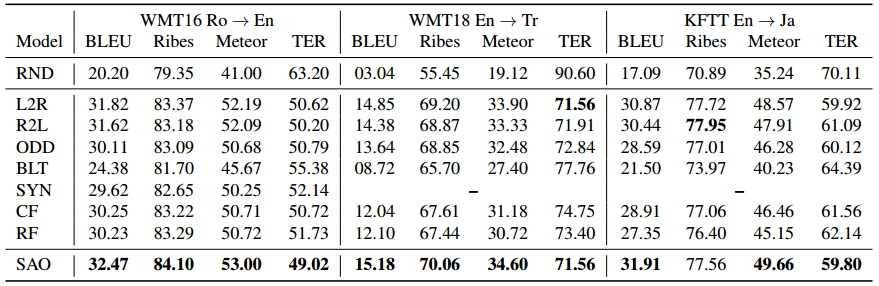 WMT16 Ro → En WMT18 En → Tr KFTT En → Ja
Model BLEU Ribes Meteor TER BLEU Ribes Meteor TER BLEU Ribes Meteor TER
RND 20.20 79.35 41.00 63.20 03.04 55.45 19.12 90.60 17.09 70.89 35.24 70.11
L2R 31.82 83.37 52.19 50.62 14.85 69.20 33.90 71.56 30.87 77.72 48.57 59.92
R2L 31.62 83.18 52.09 50.20 14.38 68.87 33.33 71.91 30.44 77.95 47.91 61.09
ODD 30.11 83.09 50.68 50.79 13.64 68.85 32.48 72.84 28.59 77.01 46.28 60.12
BLT 24.38 81.70 45.67 55.38 08.72 65.70 27.40 77.76 21.50 73.97 40.23 64.39
SYN 29.62 82.65 50.25 52.14 – –
CF 30.25 83.22 50.71 50.72 12.04 67.61 31.18 74.75 28.91 77.06 46.46 61.56
RF 30.23 83.29 50.72 51.73 12.10 67.44 30.72 73.40 27.35 76.40 45.15 62.14
SAO 32.47 84.10 53.00 49.02 15.18 70.06 34.60 71.56 31.91 77.56 49.66 59.80